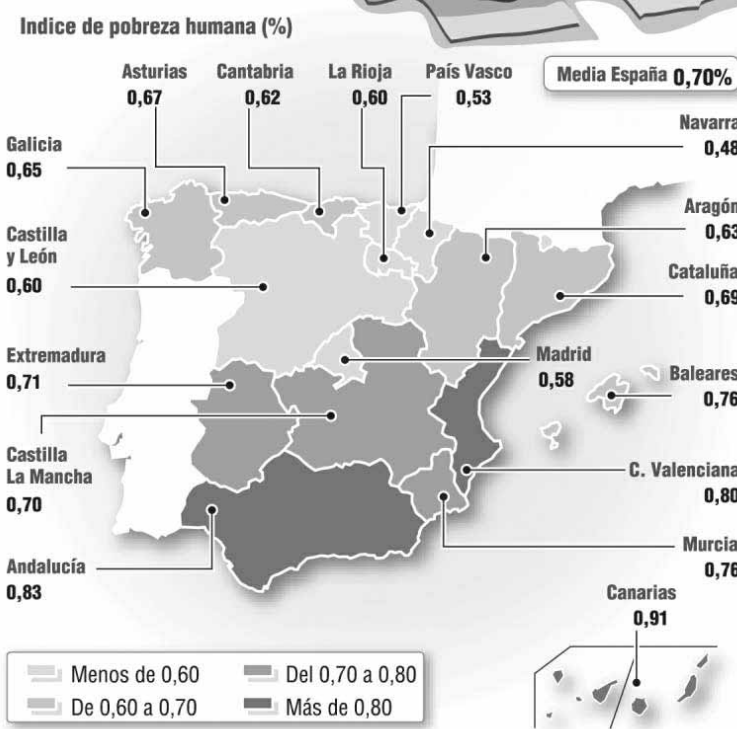 Indice de pobreza humana (%)
Media España 0,70%
Asturias
0,67
Cantabria
0,62
La Rioja
0,60
País Vasco
0,53
Navarra
0,48
Galicia
0,65
Aragón
0,63
Castilla
y León
0,60
Cataluña
0,69
Extremadura
0,71
Madrid
0,58
Baleares
0,76
Castilla
La Mancha
0,70
C. Valenciana
0,80
Andalucía
0,83
Murcia
0,76
Canarias
0,91
Menos de 0,60
Del 0,70 a 0,80
De 0,60 a 0,70
Más de 0,80